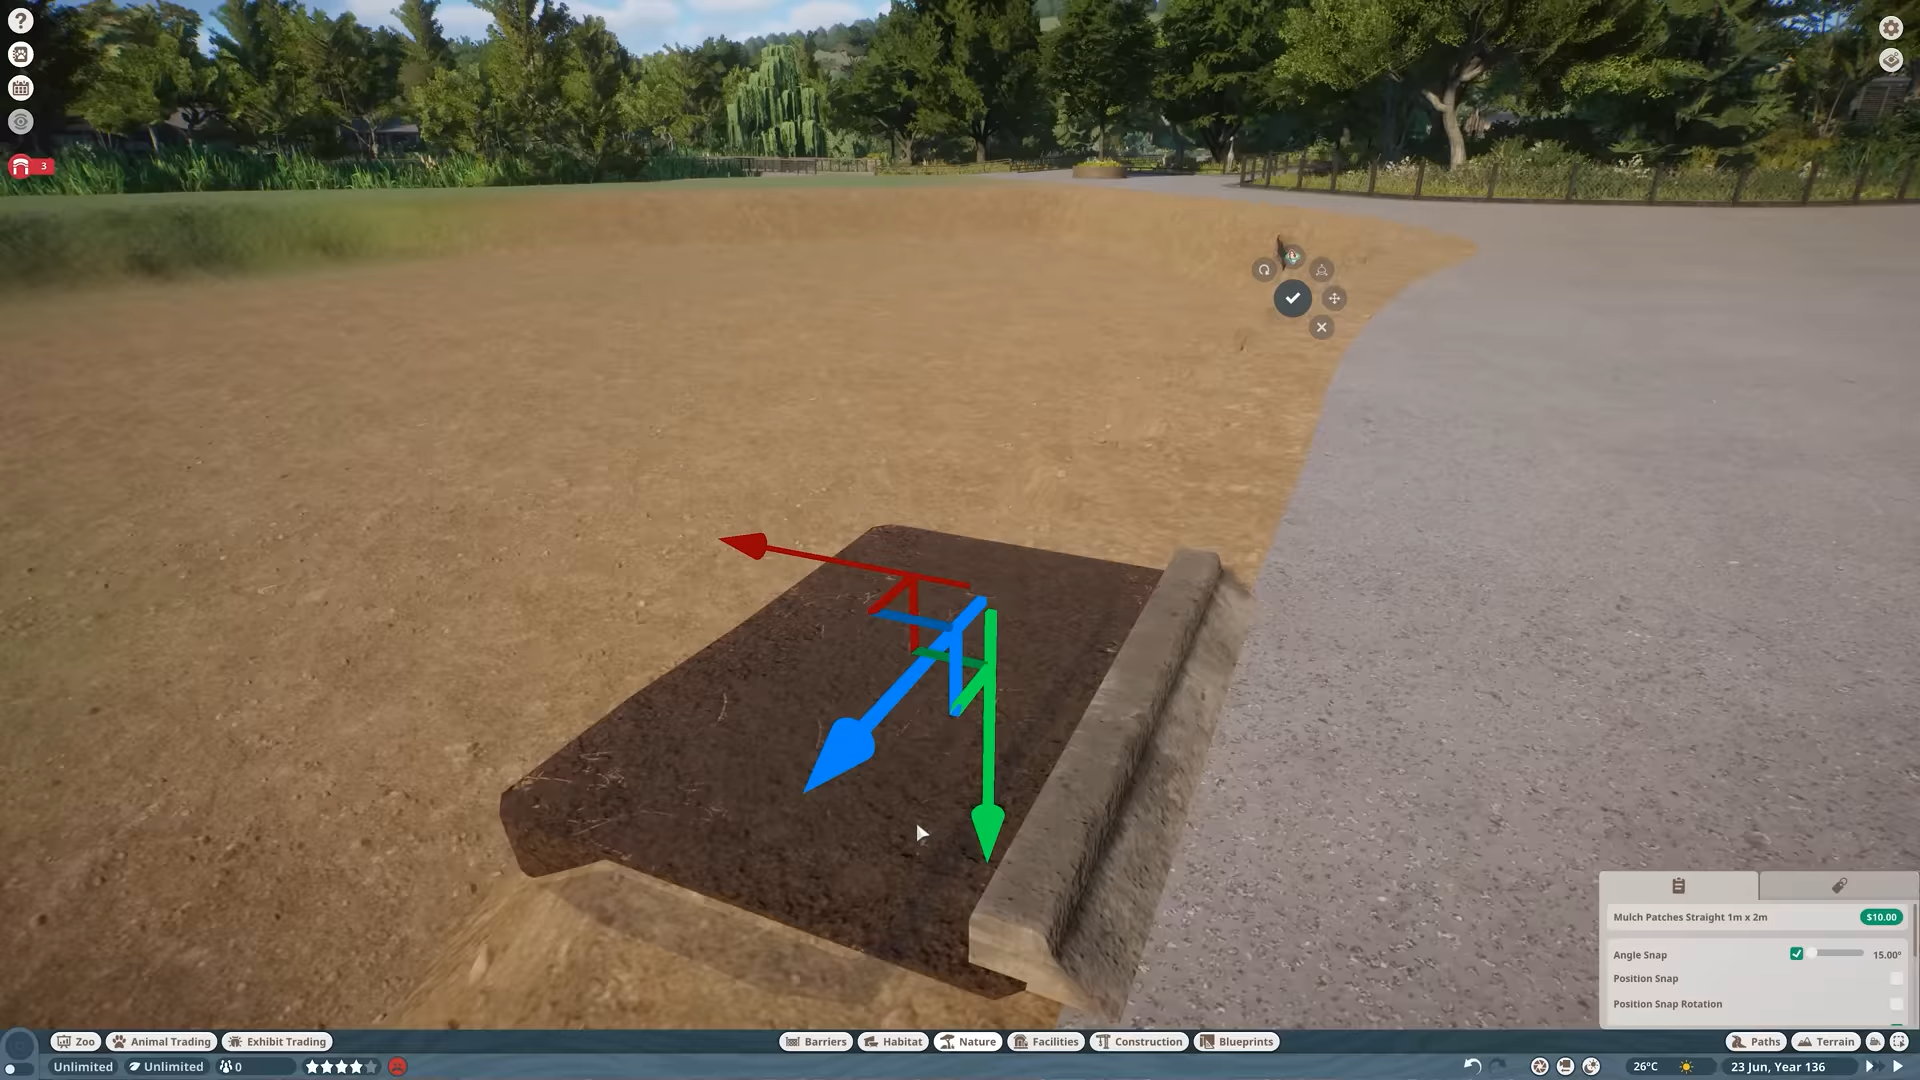 ?
3
Mulch Patches Straight 1m x 2m $10.00
Angle Snap 15.00°
Position Snap
Position Snap Rotation
Zoo Animal Trading Exhibit Trading Barriers Habitat Nature Facilities Construction Blueprints Paths Terrain
Unlimited Unlimited 0 26°C 23 Jun, Year 136